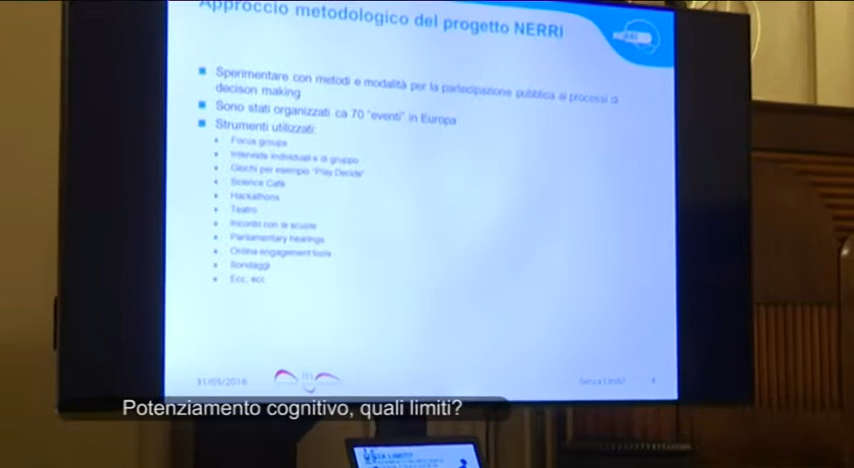 Approccio metodologico del progetto NERRI
Sperimentare con metodi e modalità per la partecipazione pubblica ai processi di
decison making
Sono stati organizzati ca 70 "eventi" in Europa
Strumenti utilizzati:
Focus groups
Interviste individuali e di gruppo
Giochi per esempio "Play Decide"
Science Cafè
Hackathons
Teatro
Incontri con le scuole
Parliamentary hearings
Online engagement tools
Sondaggi
Ecc, ecc
31/05/2016
Senza Limiti?
Potenziamento cognitivo, quali limiti?